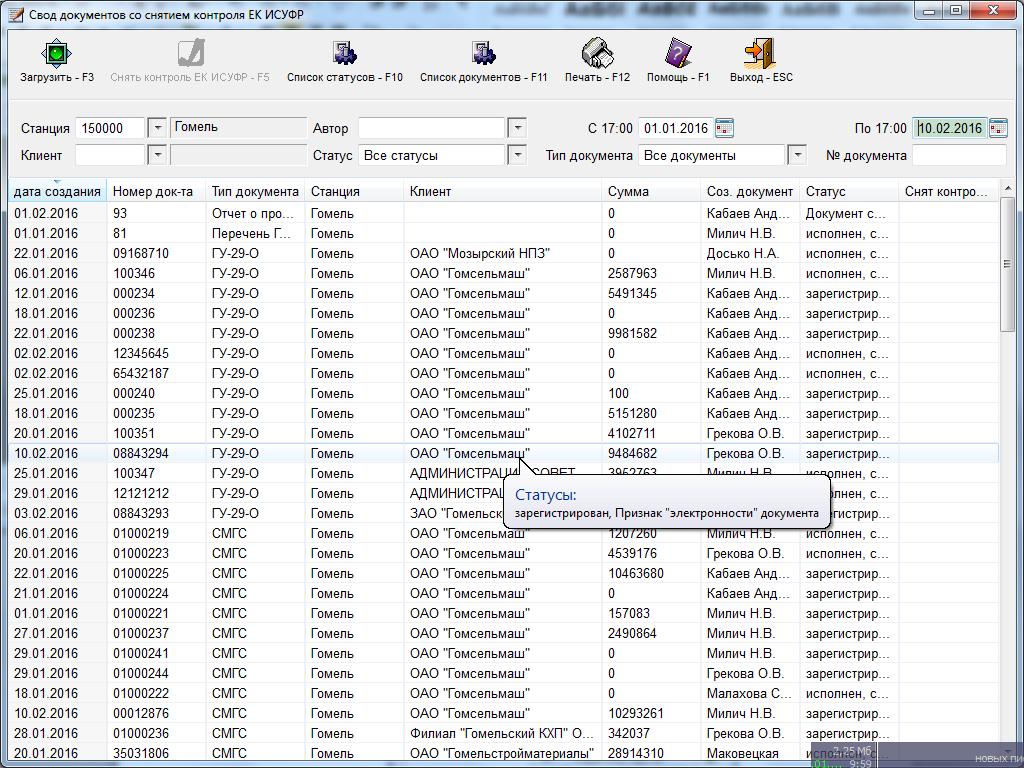 Свод документов со снятием контроля ЕК ИСУФР
Загрузить - F3 Снять контроль ЕК ИСУФР - F5 Список статусов - F10 Список документов - F11 Печать - F12 Помощь - F1 Выход - ESC
Станция 150000 Гомель Автор С 17:00 01.01.2016 По 17:00 10.02.2016
Клиент Статус Все статусы Тип документа Все документы № документа
дата создания Номер док-та Тип документа Станция Клиент Сумма Соз. документ Статус Снят контро...
01.02.2016 93 Отчет о про... Гомель 0 Кабаев Анд... Документ с...
01.01.2016 81 Перечень Г... Гомель 0 Милич Н.В. исполнен, с...
22.01.2016 09168710 ГУ-29-О Гомель ОАО "Мозырский НПЗ" 0 Досько Н.А. исполнен, с...
06.01.2016 100346 ГУ-29-О Гомель ОАО "Гомсельмаш" 2587963 Милич Н.В. исполнен, с...
12.01.2016 000234 ГУ-29-О Гомель ОАО "Гомсельмаш" 5491345 Кабаев Анд... зарегистрир...
18.01.2016 000236 ГУ-29-О Гомель ОАО "Гомсельмаш" 0 Кабаев Анд... зарегистрир...
22.01.2016 000238 ГУ-29-О Гомель ОАО "Гомсельмаш" 9981582 Кабаев Анд... зарегистрир...
02.02.2016 12345645 ГУ-29-О Гомель ОАО "Гомсельмаш" 0 Кабаев Анд... исполнен, с...
02.02.2016 65432187 ГУ-29-О Гомель ОАО "Гомсельмаш" 0 Кабаев Анд... исполнен, с...
25.01.2016 000240 ГУ-29-О Гомель ОАО "Гомсельмаш" 100 Кабаев Анд... зарегистрир...
18.01.2016 000235 ГУ-29-О Гомель ОАО "Гомсельмаш" 5151280 Кабаев Анд... зарегистрир...
20.01.2016 100351 ГУ-29-О Гомель ОАО "Гомсельмаш" 4102711 Грекова О.В. зарегистрир...
10.02.2016 08843294 ГУ-29-О Гомель ОАО "Гомсельмаш" 9484682 Грекова О.В. зарегистрир...
25.01.2016 100347 ГУ-29-О Гомель АДМИНИСТРАЦИ СОВЕТ 3952763 Милич Н.В. исполнен, с...
29.01.2016 12121212 ГУ-29-О Гомель АДМИНИСТРАЦ
Статусы:
03.02.2016 08843293 ГУ-29-О Гомель ЗАО "Гомельск
зарегистрирован, Признак "электронности" документа
06.01.2016 01000219 СМГС Гомель ОАО "Гомсельмаш" 1207260 Милич Н.В. исполнен, с...
20.01.2016 01000223 СМГС Гомель ОАО "Гомсельмаш" 4539176 Грекова О.В. исполнен, с...
22.01.2016 01000225 СМГС Гомель ОАО "Гомсельмаш" 10463680 Кабаев Анд... зарегистрир...
21.01.2016 01000224 СМГС Гомель ОАО "Гомсельмаш" 0 Кабаев Анд... зарегистрир...
01.01.2016 01000221 СМГС Гомель ОАО "Гомсельмаш" 157083 Милич Н.В. зарегистрир...
27.01.2016 01000237 СМГС Гомель ОАО "Гомсельмаш" 2490864 Милич Н.В. зарегистрир...
29.01.2016 01000241 СМГС Гомель ОАО "Гомсельмаш" 0 Милич Н.В. исполнен, с...
29.01.2016 01000244 СМГС Гомель ОАО "Гомсельмаш" 0 Грекова О.В. зарегистрир...
18.01.2016 01000222 СМГС Гомель ОАО "Гомсельмаш" 0 Малахова С... исполнен, с...
10.02.2016 00012876 СМГС Гомель ОАО "Гомсельмаш" 10293261 Милич Н.В. зарегистрир...
28.01.2016 01000236 СМГС Гомель Филиал "Гомельский КХП" О... 342037 Грекова О.В. зарегистрир...
20.01.2016 35031806 СМГС Гомель ОАО "Гомельстройматериалы" 28914310 Маковецкая
2.25 Мб
9:59